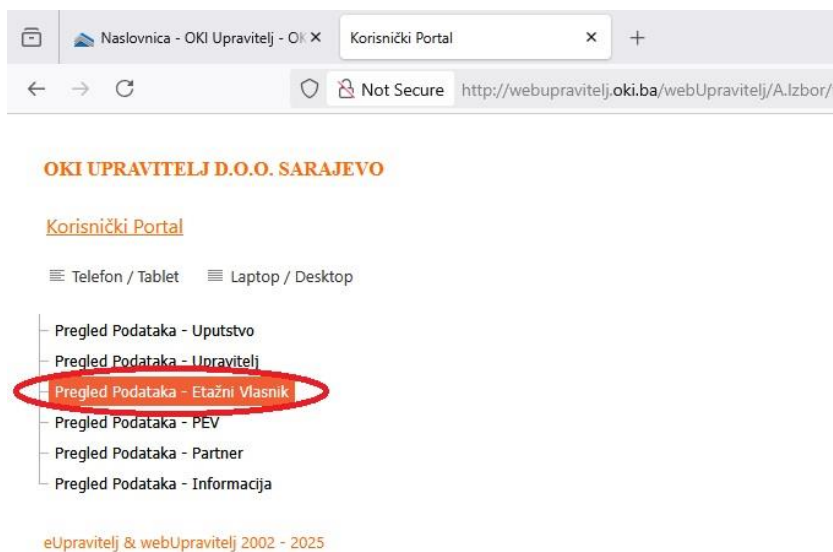 Naslovnica - OKI Upravitelj - OK
Korisnički Portal
Not Secure http://webupravitelj.oki.ba/webUpravitelj/A.Izbor/
OKI UPRAVITELJ D.O.O. SARAJEVO
Korisnički Portal
Telefon / Tablet Laptop / Desktop
Pregled Podataka - Uputstvo
Pregled Podataka - Upravitelj
Pregled Podataka - Etažni Vlasnik
Pregled Podataka - PEV
Pregled Podataka - Partner
Pregled Podataka - Informacija
eUpravitelj & webUpravitelj 2002 - 2025